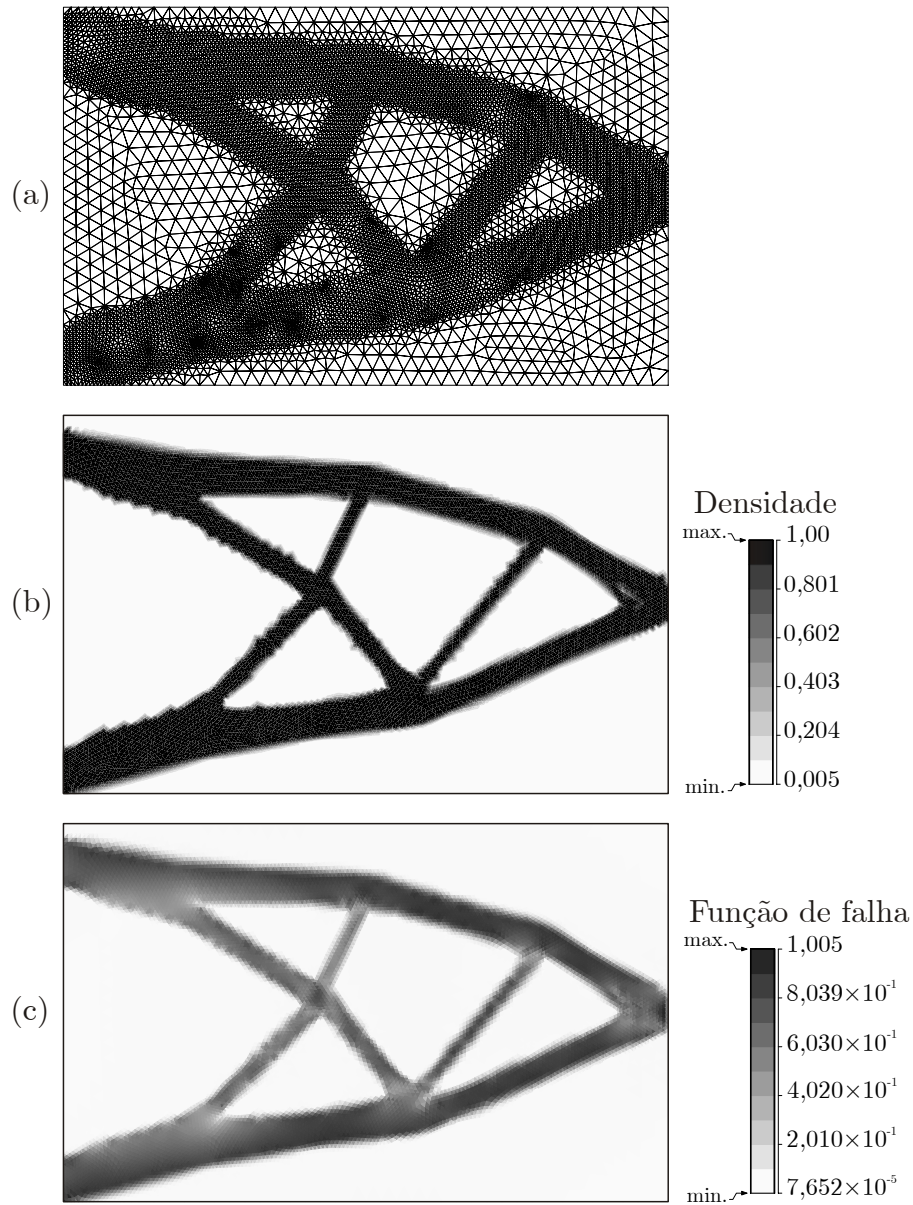 (a)
(b)
Densidade
max.
1,00
0,801
0,602
0,403
0,204
min.
0,005
(c)
Função de falha
max.
1,005
8,039×10⁻¹
6,030×10⁻¹
4,020×10⁻¹
2,010×10⁻¹
min.
7,652×10⁻⁵